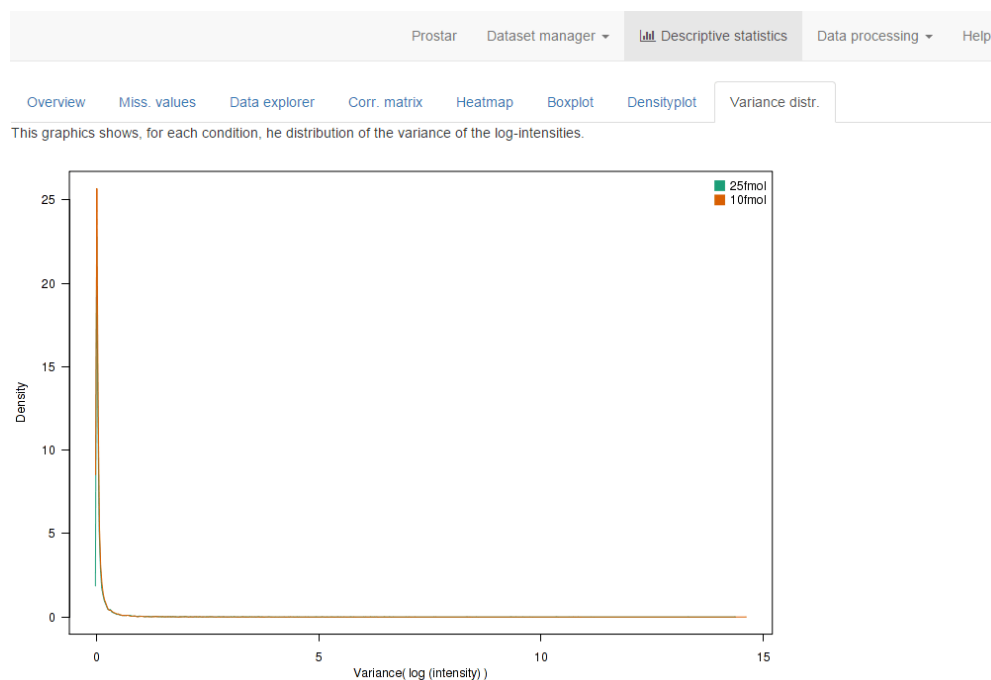 Prostar Dataset manager Descriptive statistics Data processing Help
Overview Miss. values Data explorer Corr. matrix Heatmap Boxplot Densityplot Variance distr.
This graphics shows, for each condition, he distribution of the variance of the log-intensities.
25fmol
10fmol
25
20
15
10
5
0
Density
0 5 10 15
Variance( log (intensity) )